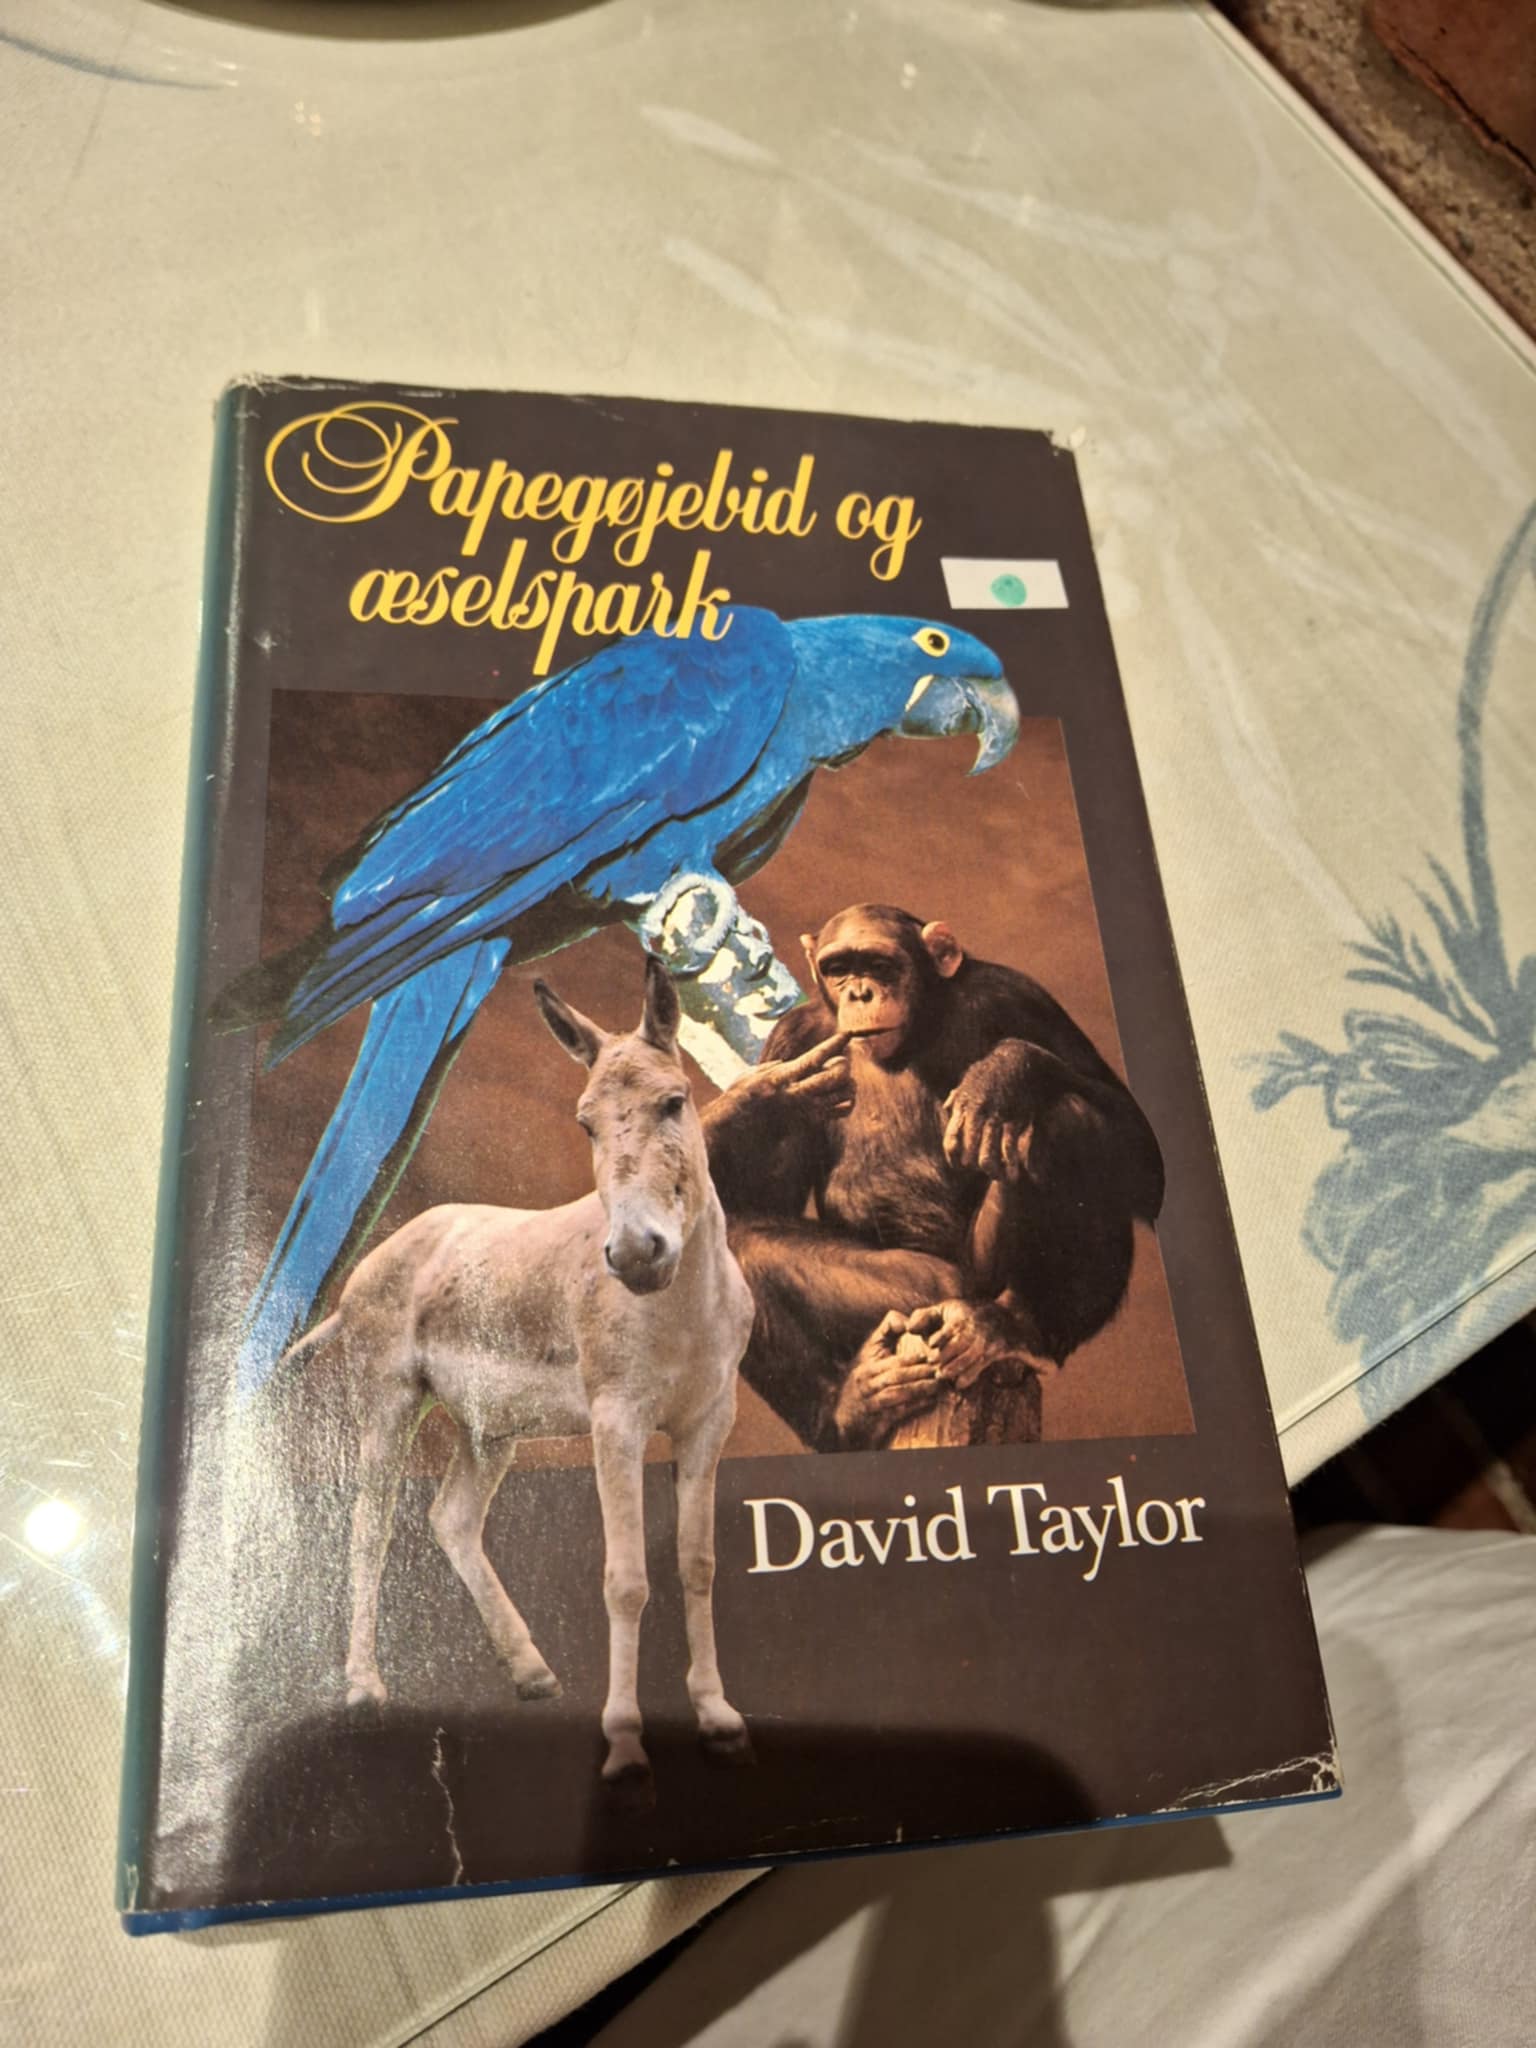 Papegøjebid og
æselspark
David Taylor